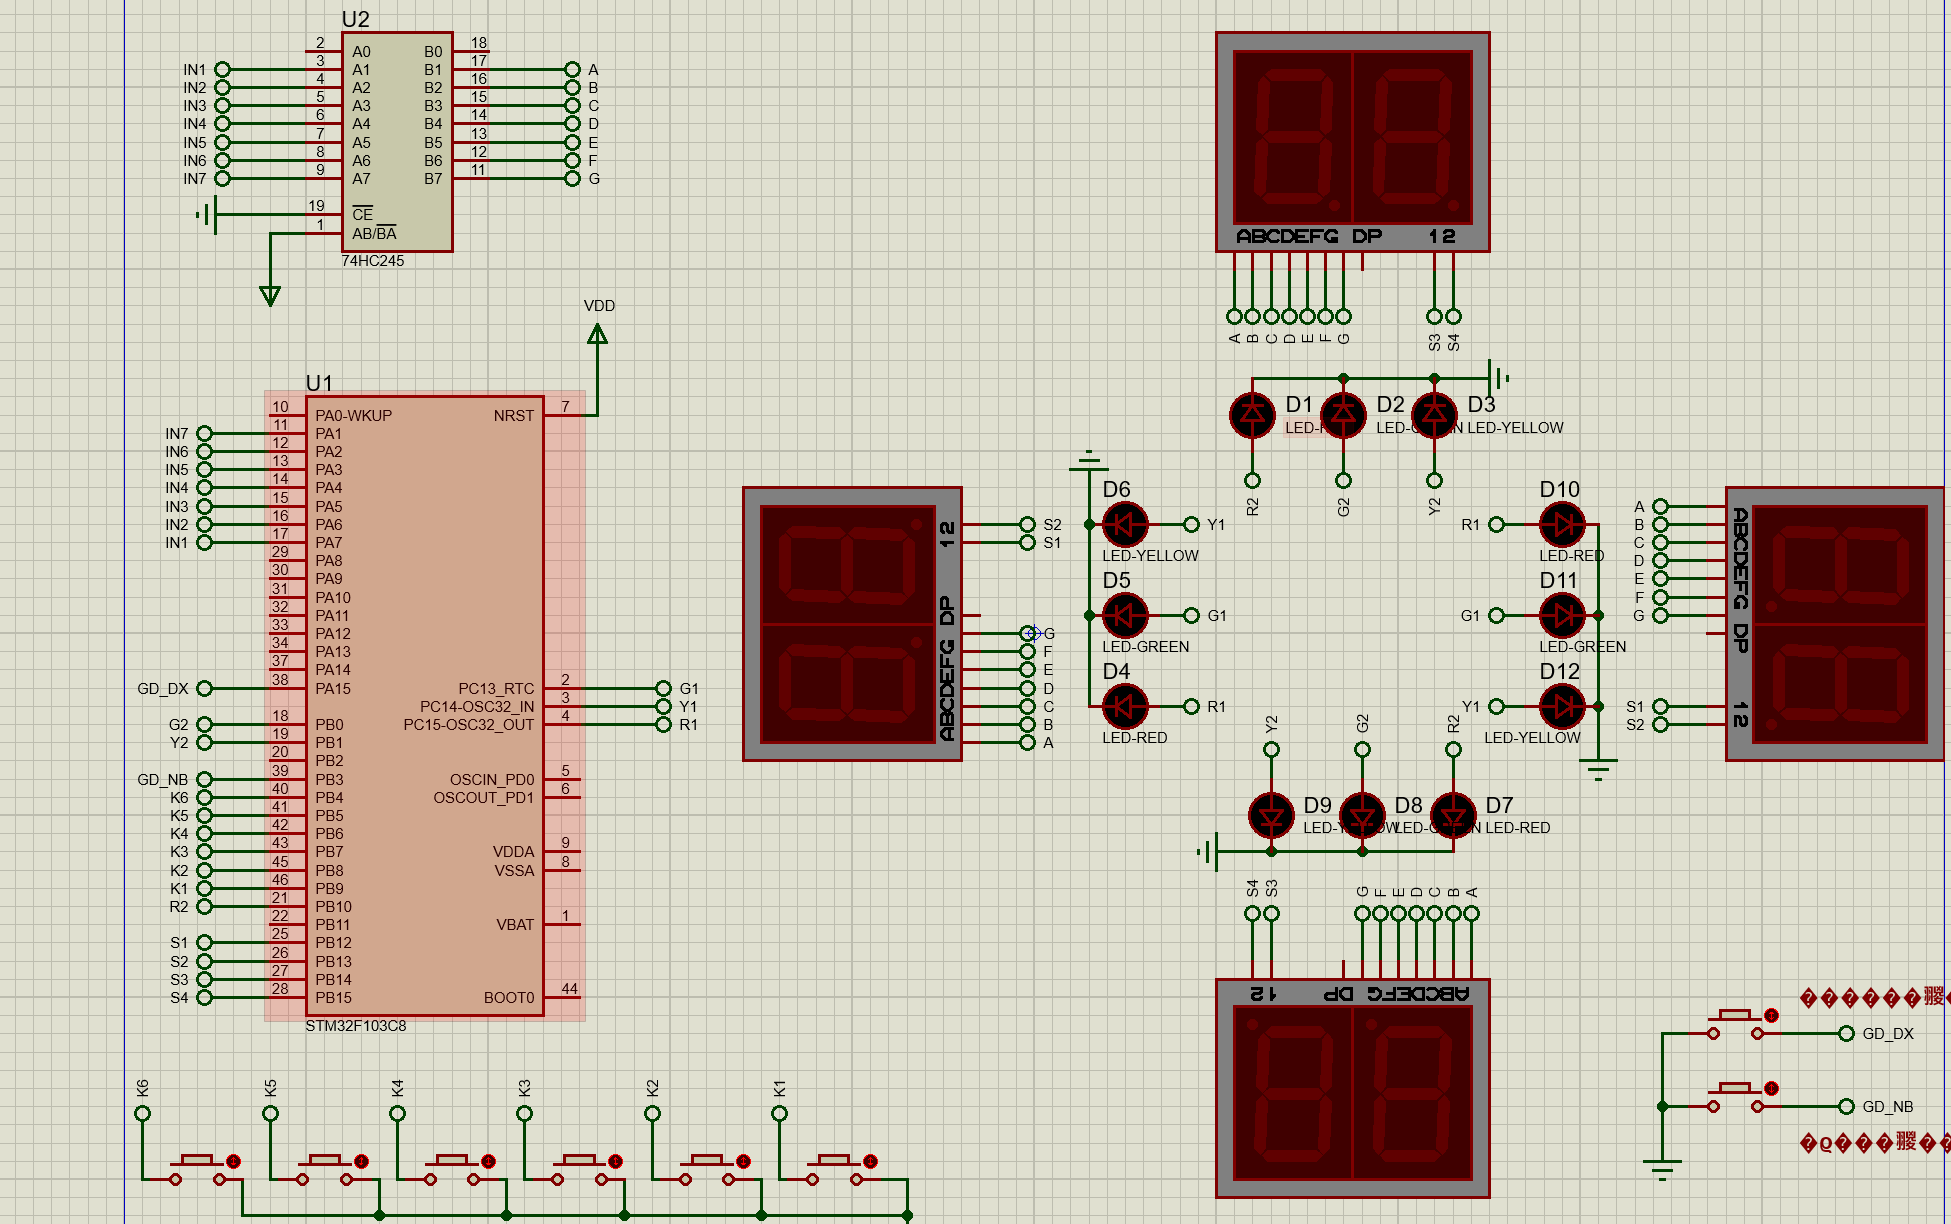 U2
2 A0 B0 18
IN1 3 A1 B1 17 A
IN2 4 A2 B2 16 B
IN3 5 A3 B3 15 C
IN4 6 A4 B4 14 D
IN5 7 A5 B5 13 E
IN6 8 A6 B6 12 F
IN7 9 A7 B7 11 G
19 CE
1 AB/BA
74HC245
VDD
U1
10 PA0-WKUP NRST 7
IN7 11 PA1
IN6 12 PA2
IN5 13 PA3
IN4 14 PA4
IN3 15 PA5
IN2 16 PA6
IN1 17 PA7
29 PA8
30 PA9
31 PA10
32 PA11
33 PA12
34 PA13
37 PA14
GD_DX 38 PA15 PC13_RTC 2 G1
PC14-OSC32_IN 3 Y1
G2 18 PB0 PC15-OSC32_OUT 4 R1
Y2 19 PB1
20 PB2
GD_NB 39 PB3 OSCIN_PD0 5
K6 40 PB4 OSCOUT_PD1 6
K5 41 PB5
K4 42 PB6
K3 43 PB7 VDDA 9
K2 45 PB8 VSSA 8
K1 46 PB9
R2 21 PB10
22 PB11 VBAT 1
S1 25 PB12
S2 26 PB13
S3 27 PB14
S4 28 PB15 BOOT0 44
STM32F103C8
K6 K5 K4 K3 K2 K1
ABCDEFG DP 12
A B C D E F G S3 S4
D1 D2 D3
LED-YELLOW
R2 G2 Y2
12 DP ABCDEFG
S2
S1
G
F
E
D
C
B
A
D6 Y1
LED-YELLOW
D5 G1
LED-GREEN
D4 R1
LED-RED
D10
R1
LED-RED
D11
G1
LED-GREEN
D12
Y1
LED-YELLOW
A
B
C
D
E
F
G
S1
S2
ABCDEFG DP 12
Y2 G2 R2
D9 D8 D7
LED-RED
S4 S3 G F E D C B A
12 DP ABCDEFG
GD_DX
GD_NB